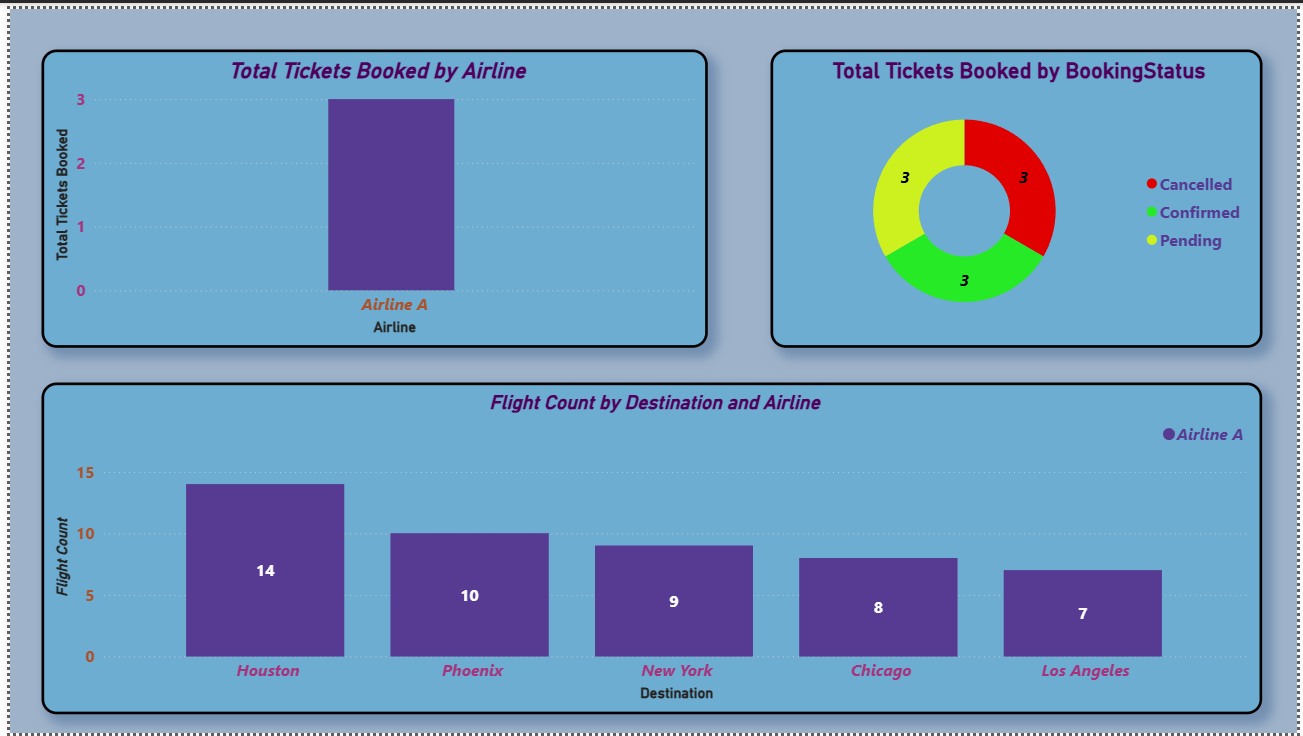 Total Tickets Booked by Airline
Total Tickets Booked
3
2
1
0
Airline A
Airline
Total Tickets Booked by BookingStatus
3
3
3
Cancelled
Confirmed
Pending
Flight Count by Destination and Airline
Airline A
Flight Count
15
10
5
0
14
10
9
8
7
Houston
Phoenix
New York
Chicago
Los Angeles
Destination